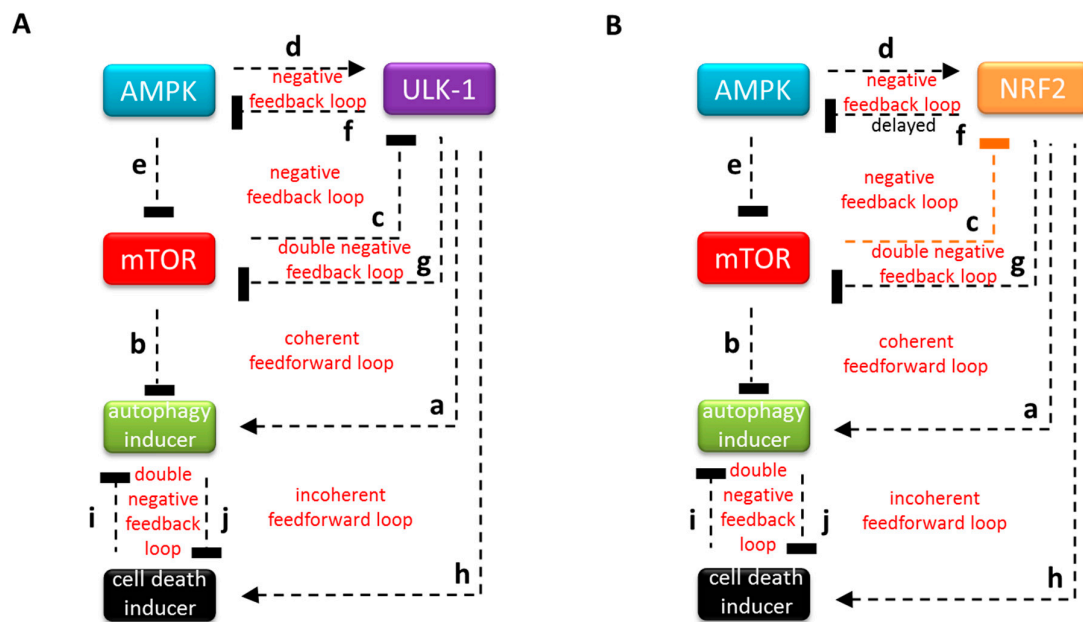 A
d
AMPK
negative
feedback loop
ULK-1
f
e
negative
feedback loop
c
mTOR
double negative
feedback loop
g
b
coherent
feedforward loop
autophagy
inducer
a
double
negative
feedback
loop
i
j
incoherent
feedforward loop
cell death
inducer
h
B
d
AMPK
negative
feedback loop
delayed
NRF2
f
e
negative
feedback loop
c
mTOR
double negative
feedback loop
g
b
coherent
feedforward loop
autophagy
inducer
a
double
negative
feedback
loop
i
j
incoherent
feedforward loop
cell death
inducer
h